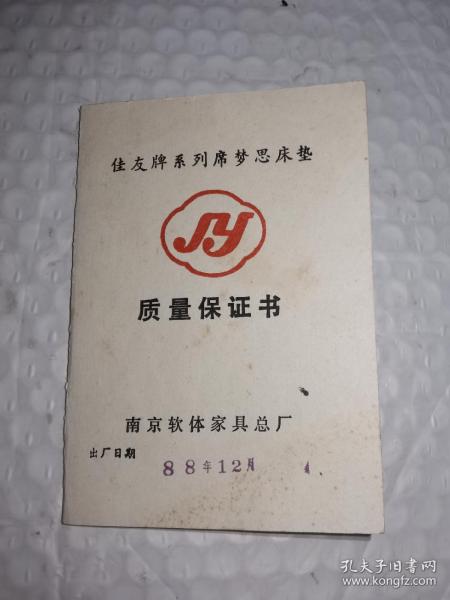 佳友牌系列席梦思床垫
JY
质量保证书
南京软体家具总厂
出厂日期
88年12月
孔夫子旧书网
www.kongfz.com